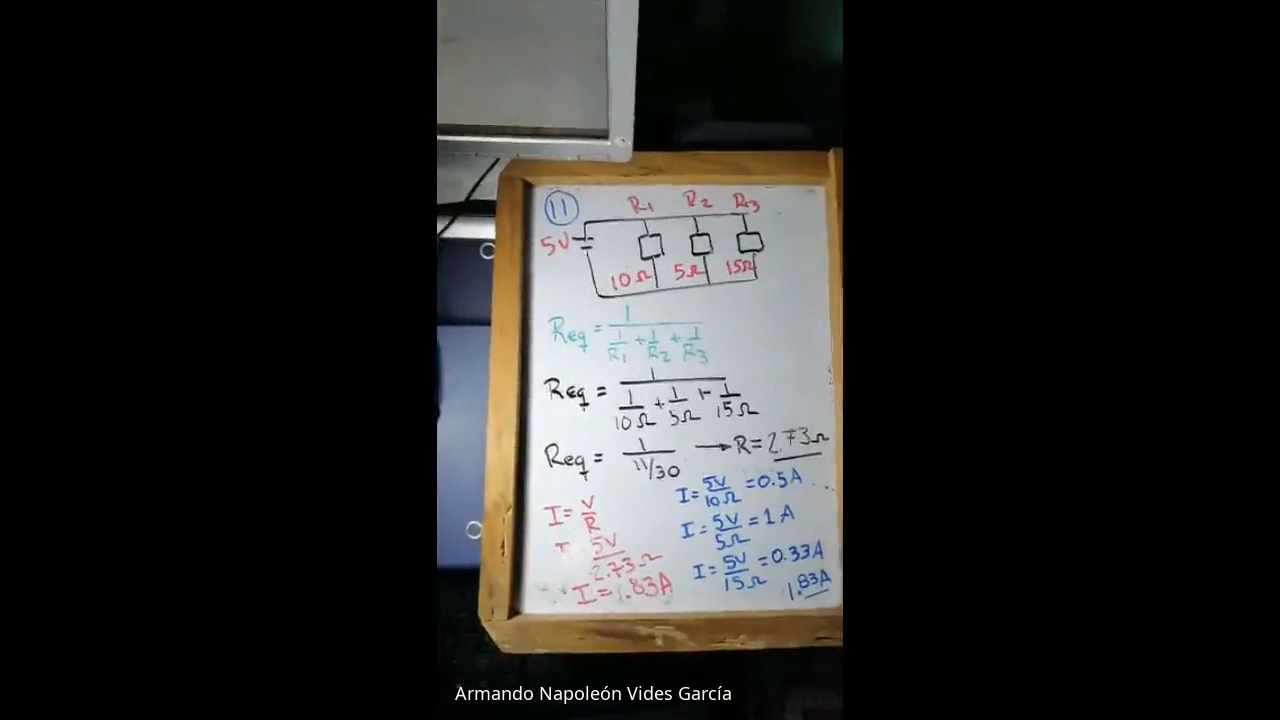 11
R1 R2 R3
5V
10Ω 5Ω 15Ω
Req = 1 / (1/R1 + 1/R2 + 1/R3)
Req = 1 / (1/10Ω + 1/5Ω + 1/15Ω)
Req = 1 / (11/30) → R = 2.73Ω
I = V/R
I = 5V / 2.73Ω
I = 1.83A
I = 5V/10Ω = 0.5A
I = 5V/5Ω = 1A
I = 5V/15Ω = 0.33A
1.83A
Armando Napoleón Vides García